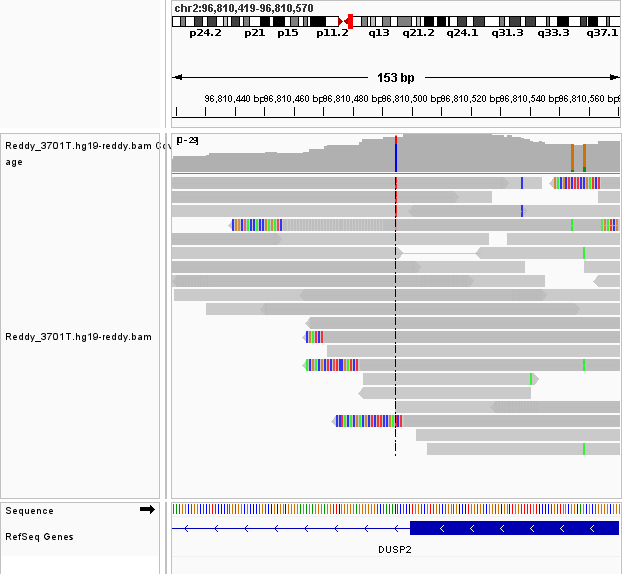 chr2:96,810,419-96,810,570
p24.2 p21 p15 p11.2 q13 q21.2 q24.1 q31.3 q33.3 q37.1
153 bp
96,810,440 bp 96,810,460 bp 96,810,480 bp 96,810,500 bp 96,810,520 bp 96,810,540 bp 96,810,560 bp
[0-29]
Reddy_3701T.hg19-reddy.bam Cov
age
Reddy_3701T.hg19-reddy.bam
Sequence
RefSeq Genes
DUSP2